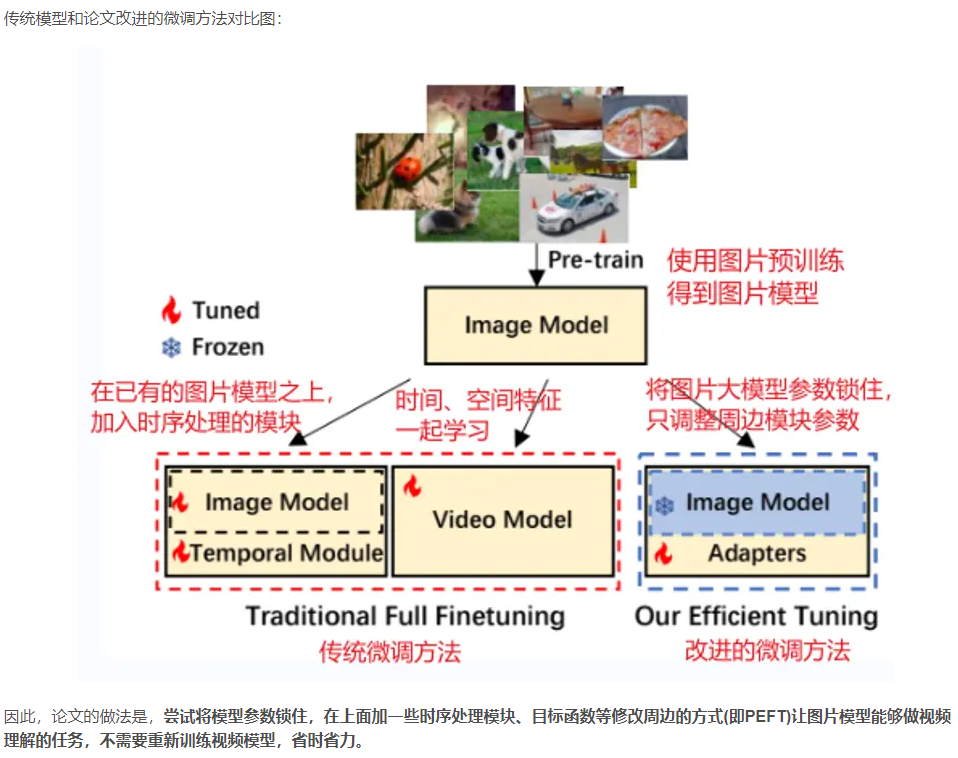 传统模型和论文改进的微调方法对比图：
Pre-train
使用图片预训练
得到图片模型
Image Model
Tuned
Frozen
在已有的图片模型之上，
加入时序处理的模块
时间、空间特征
一起学习
将图片大模型参数锁住，
只调整周边模块参数
Image Model
Temporal Module
Video Model
Image Model
Adapters
Traditional Full Finetuning
Our Efficient Tuning
传统微调方法
改进的微调方法
因此，论文的做法是，尝试将模型参数锁住，在上面加一些时序处理模块、目标函数等修改周边的方式(即PEFT)让图片模型能够做视频
理解的任务，不需要重新训练视频模型，省时省力。